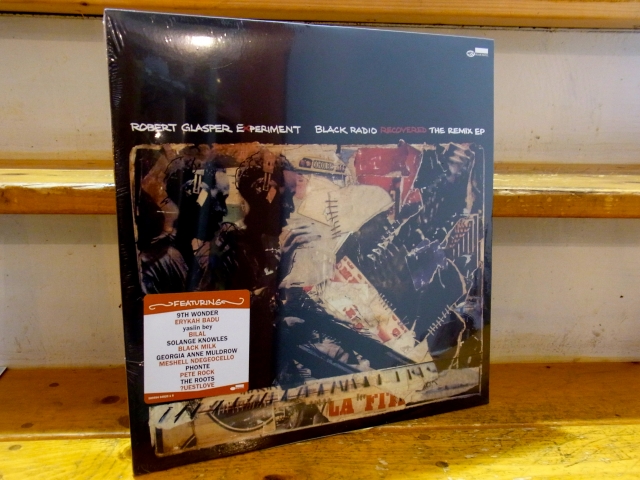 ROBERT GLASPER EXPERIMENT BLACK RADIO RECOVERED THE REMIX EP
FEATURING
9TH WONDER
ERYKAH BADU
yasiin bey
BILAL
SOLANGE KNOWLES
BLACK MILK
GEORGIA ANNE MULDROW
MESHELL NDEGEOCELLO
PHONTE
PETE ROCK
THE ROOTS
?UESTLOVE
LA